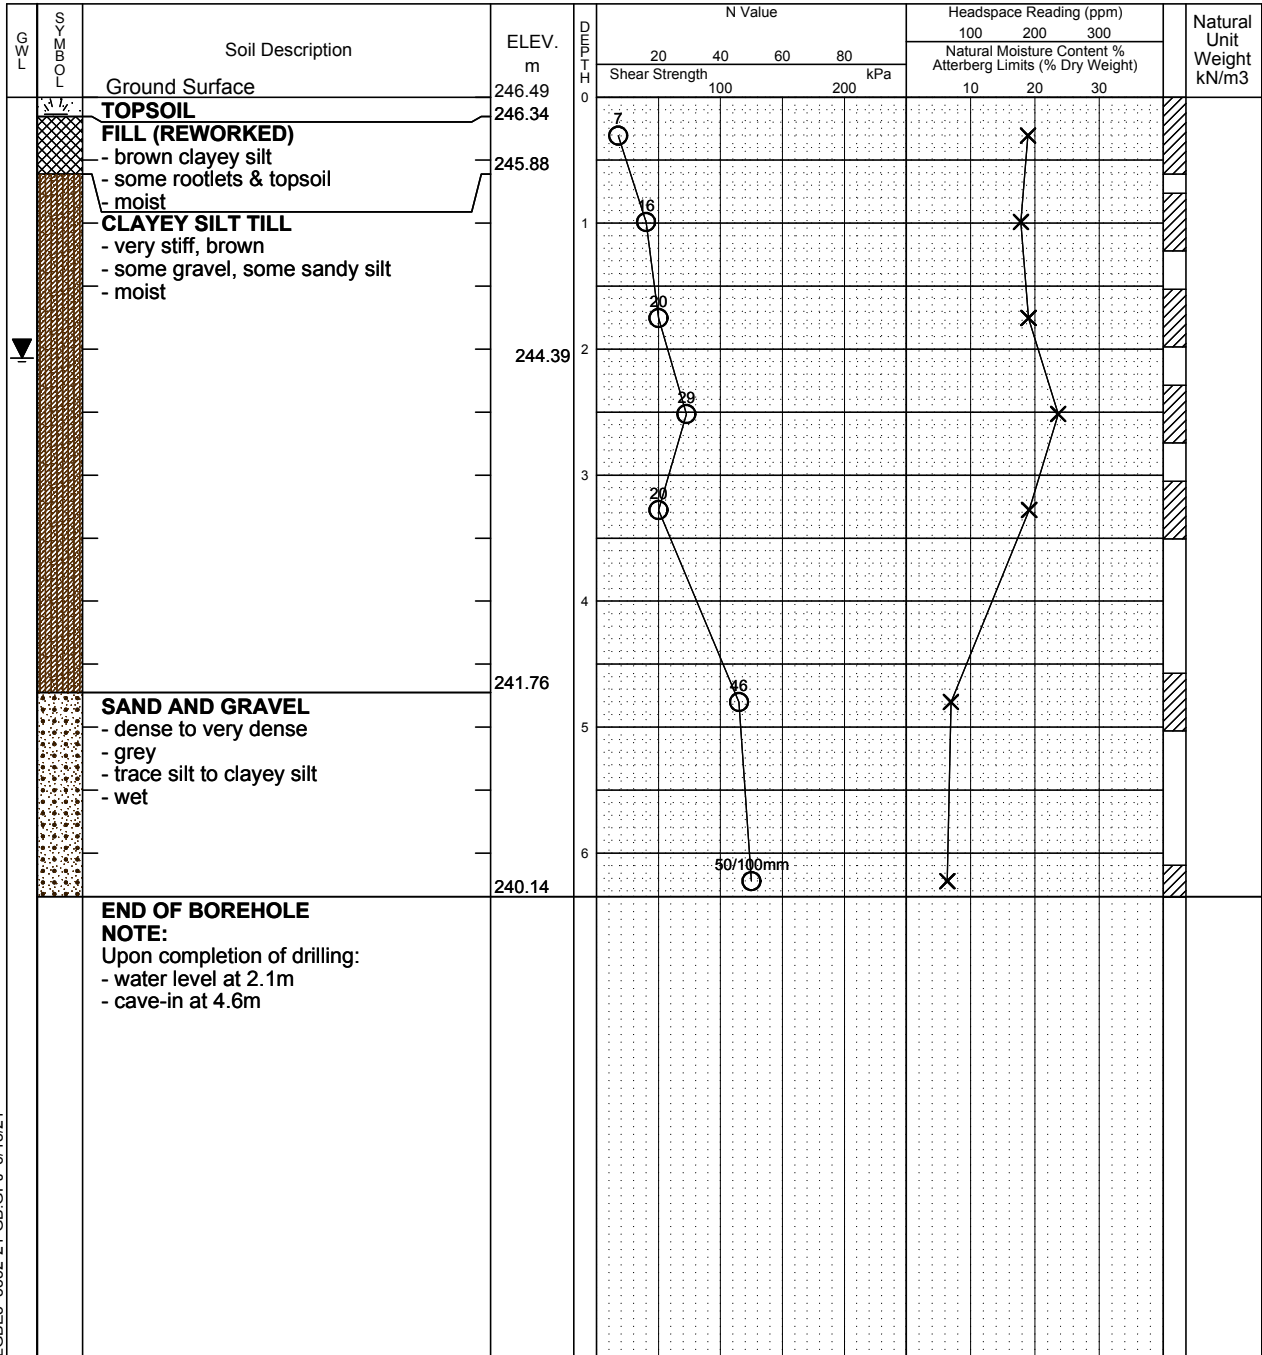 GWL
SYMBOL
Soil Description
Ground Surface
ELEV.
m
246.49
DEPTH
N Value
20 40 60 80
Shear Strength kPa
100 200
Headspace Reading (ppm)
100 200 300
Natural Moisture Content %
Atterberg Limits (% Dry Weight)
10 20 30
Natural
Unit
Weight
kN/m3
0
TOPSOIL
246.34
FILL (REWORKED)
- brown clayey silt
245.88
- some rootlets & topsoil
- moist
CLAYEY SILT TILL
- very stiff, brown
- some gravel, some sandy silt
- moist
244.39
241.76
SAND AND GRAVEL
- dense to very dense
- grey
- trace silt to clayey silt
- wet
240.14
END OF BOREHOLE
NOTE:
Upon completion of drilling:
- water level at 2.1m
- cave-in at 4.6m
1
2
3
4
5
6
7
16
20
29
20
46
50/100mm